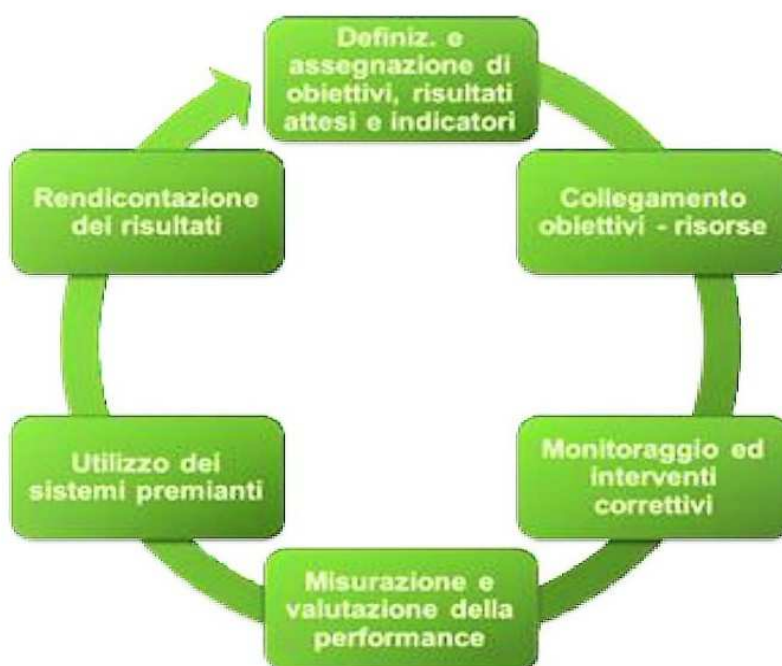 Definiz. e
assegnazione di
obiettivi, risultati
attesi e indicatori
Collegamento
obiettivi - risorse
Monitoraggio ed
interventi
correttivi
Misurazione e
valutazione della
performance
Utilizzo dei
sistemi premianti
Rendicontazione
dei risultati